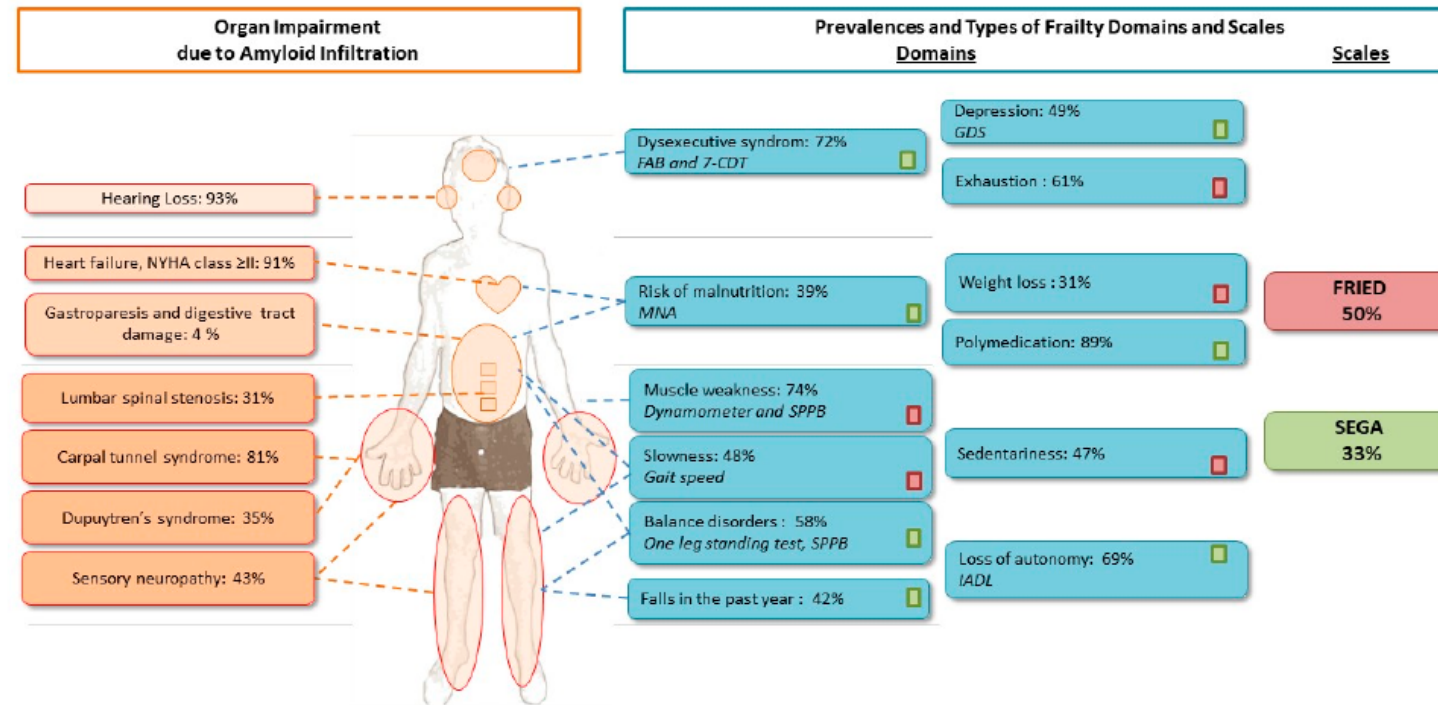 Organ Impairment
due to Amyloid Infiltration
Prevalences and Types of Frailty Domains and Scales
Domains
Scales
Hearing Loss: 93%
Heart failure, NYHA class ≥II: 91%
Gastroparesis and digestive tract
damage: 4 %
Lumbar spinal stenosis: 31%
Carpal tunnel syndrome: 81%
Dupuytren's syndrome: 35%
Sensory neuropathy: 43%
Dysexecutive syndrom: 72%
FAB and 7-CDT
Risk of malnutrition: 39%
MNA
Muscle weakness: 74%
Dynamometer and SPPB
Slowness: 48%
Gait speed
Balance disorders : 58%
One leg standing test, SPPB
Falls in the past year : 42%
Depression: 49%
GDS
Exhaustion : 61%
Weight loss : 31%
Polymedication: 89%
Sedentariness: 47%
Loss of autonomy: 69%
IADL
FRIED
50%
SEGA
33%